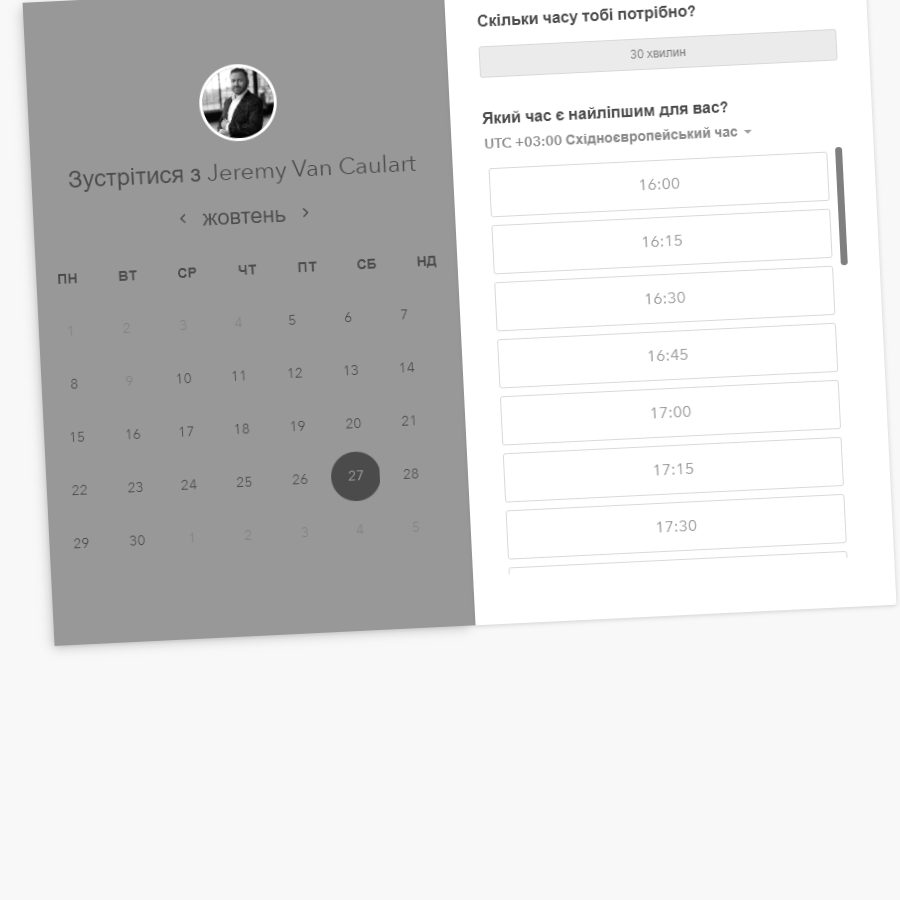 Зустрітися з Jeremy Van Caulart
жовтень
ПН ВТ СР ЧТ ПТ СБ НД
1 2 3 4 5 6 7
8 9 10 11 12 13 14
15 16 17 18 19 20 21
22 23 24 25 26 27 28
29 30 1 2 3 4 5
Скільки часу тобі потрібно?
30 хвилин
Який час є найліпшим для вас?
UTC +03:00 Східноєвропейський час
16:00
16:15
16:30
16:45
17:00
17:15
17:30